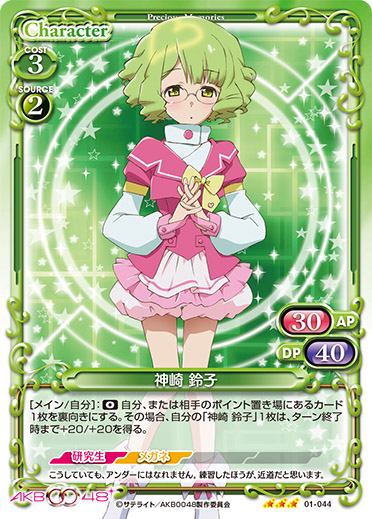 Precious Memories
Character
COST
3
SOURCE
2
30 AP
DP 40
神崎 鈴子
[メイン/自分]:自分、または相手のポイント置き場にあるカード
1枚を裏向きにする。その場合、自分の「神崎 鈴子」1枚は、ターン終了
時まで+20/+20を得る。
研究生 メガネ
こうしていても、アンダーにはなれません。練習したほうが、近道だと思います。
AKB0048
©サテライト/AKB0048製作委員会
01-044